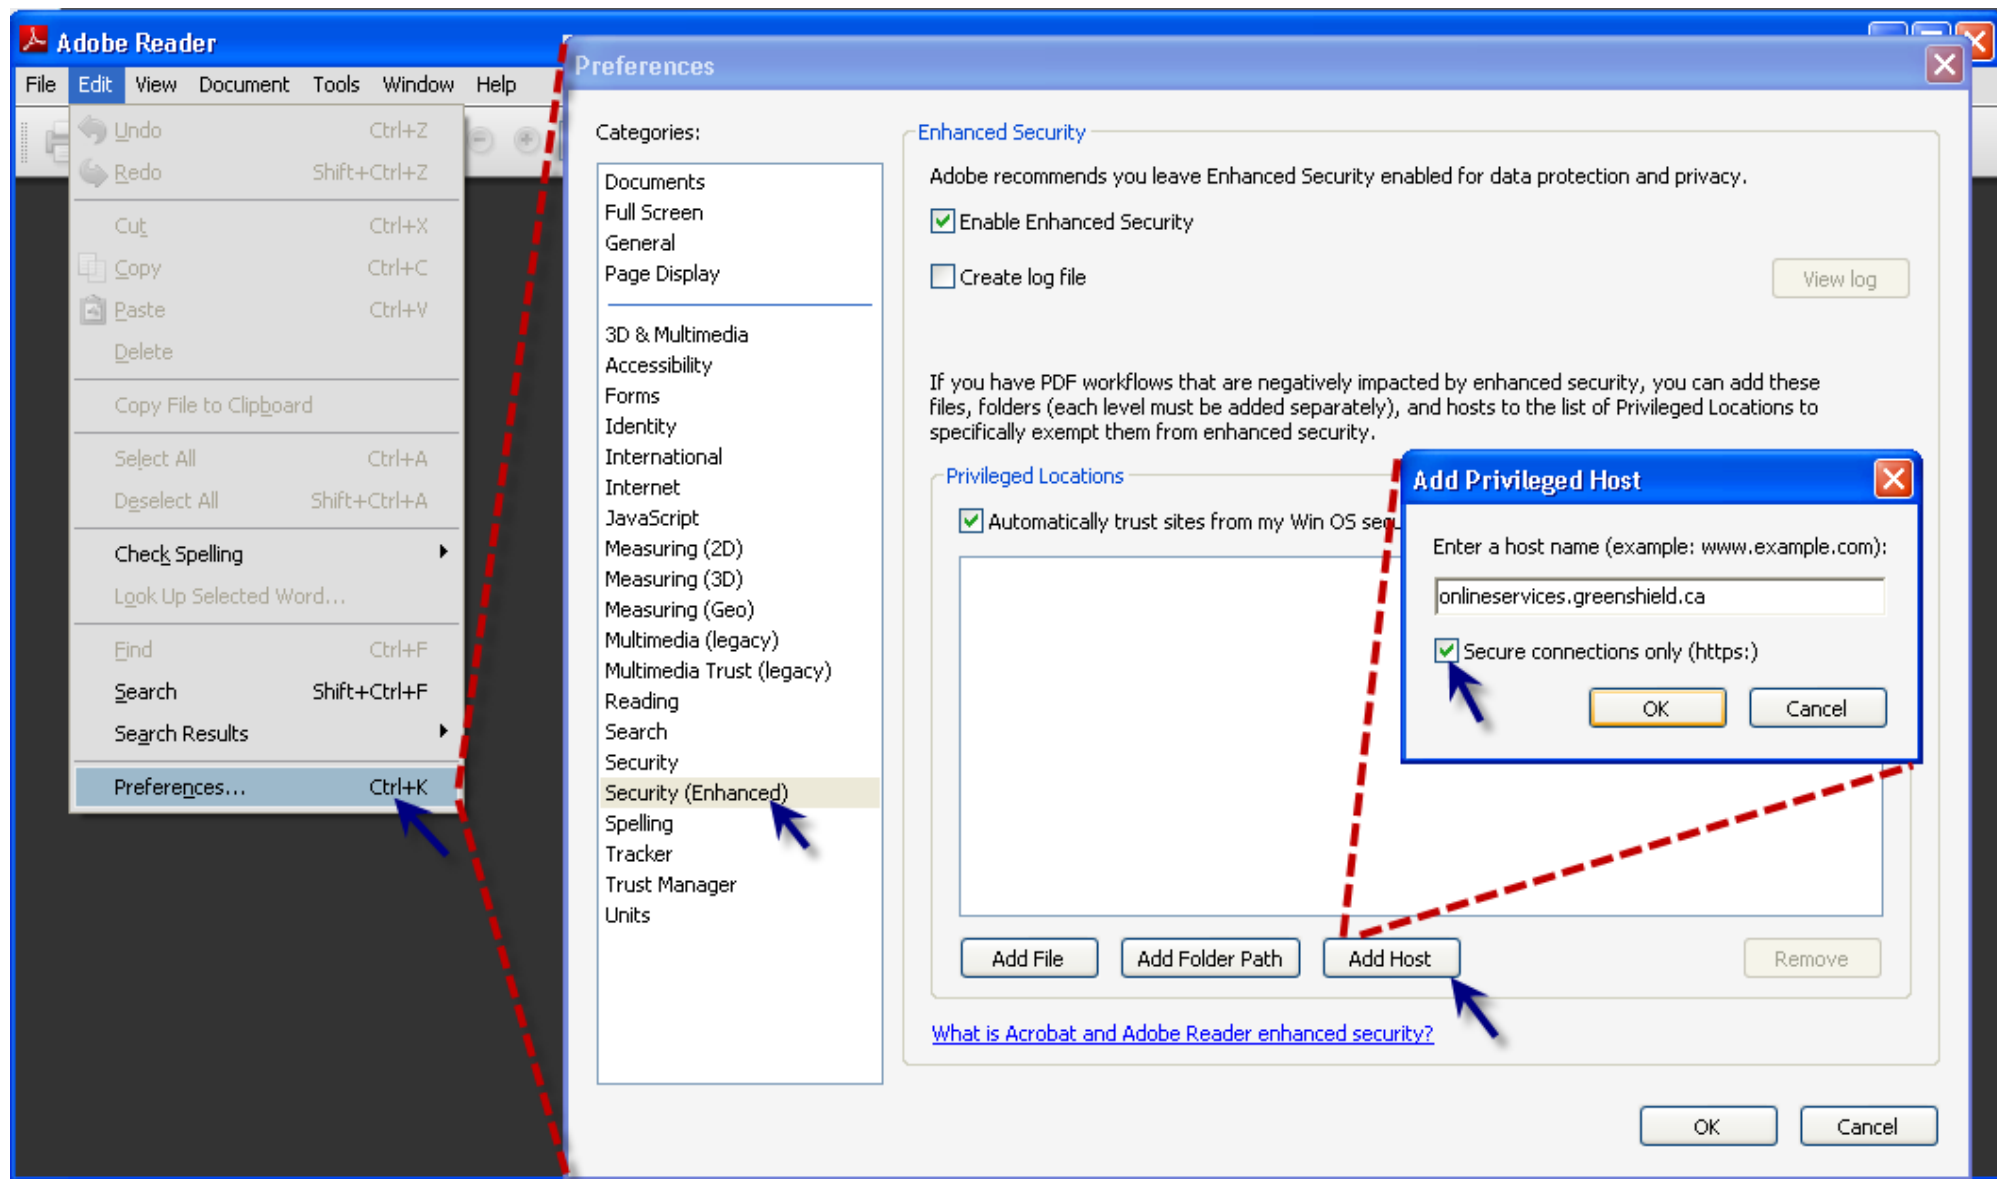 Adobe Reader
File Edit View Document Tools Window Help
Undo Ctrl+Z
Redo Shift+Ctrl+Z
Cut Ctrl+X
Copy Ctrl+C
Paste Ctrl+V
Delete
Copy File to Clipboard
Select All Ctrl+A
Deselect All Shift+Ctrl+A
Check Spelling
Look Up Selected Word...
Find Ctrl+F
Search Shift+Ctrl+F
Search Results
Preferences... Ctrl+K
Preferences
Categories:
Documents
Full Screen
General
Page Display
3D & Multimedia
Accessibility
Forms
Identity
International
Internet
JavaScript
Measuring (2D)
Measuring (3D)
Measuring (Geo)
Multimedia (legacy)
Multimedia Trust (legacy)
Reading
Search
Security
Security (Enhanced)
Spelling
Tracker
Trust Manager
Units
Enhanced Security
Adobe recommends you leave Enhanced Security enabled for data protection and privacy.
Enable Enhanced Security
Create log file
View log
If you have PDF workflows that are negatively impacted by enhanced security, you can add these
files, folders (each level must be added separately), and hosts to the list of Privileged Locations to
specifically exempt them from enhanced security.
Privileged Locations
Automatically trust sites from my Win OS secu
Add File Add Folder Path Add Host Remove
What is Acrobat and Adobe Reader enhanced security?
OK Cancel
Add Privileged Host
Enter a host name (example: www.example.com):
onlineservices.greenshield.ca
Secure connections only (https:)
OK Cancel